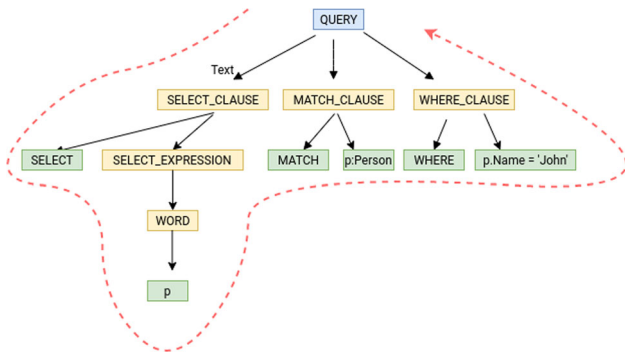 QUERY
Text
SELECT_CLAUSE
MATCH_CLAUSE
WHERE_CLAUSE
SELECT
SELECT_EXPRESSION
MATCH
p:Person
WHERE
p.Name = 'John'
WORD
p